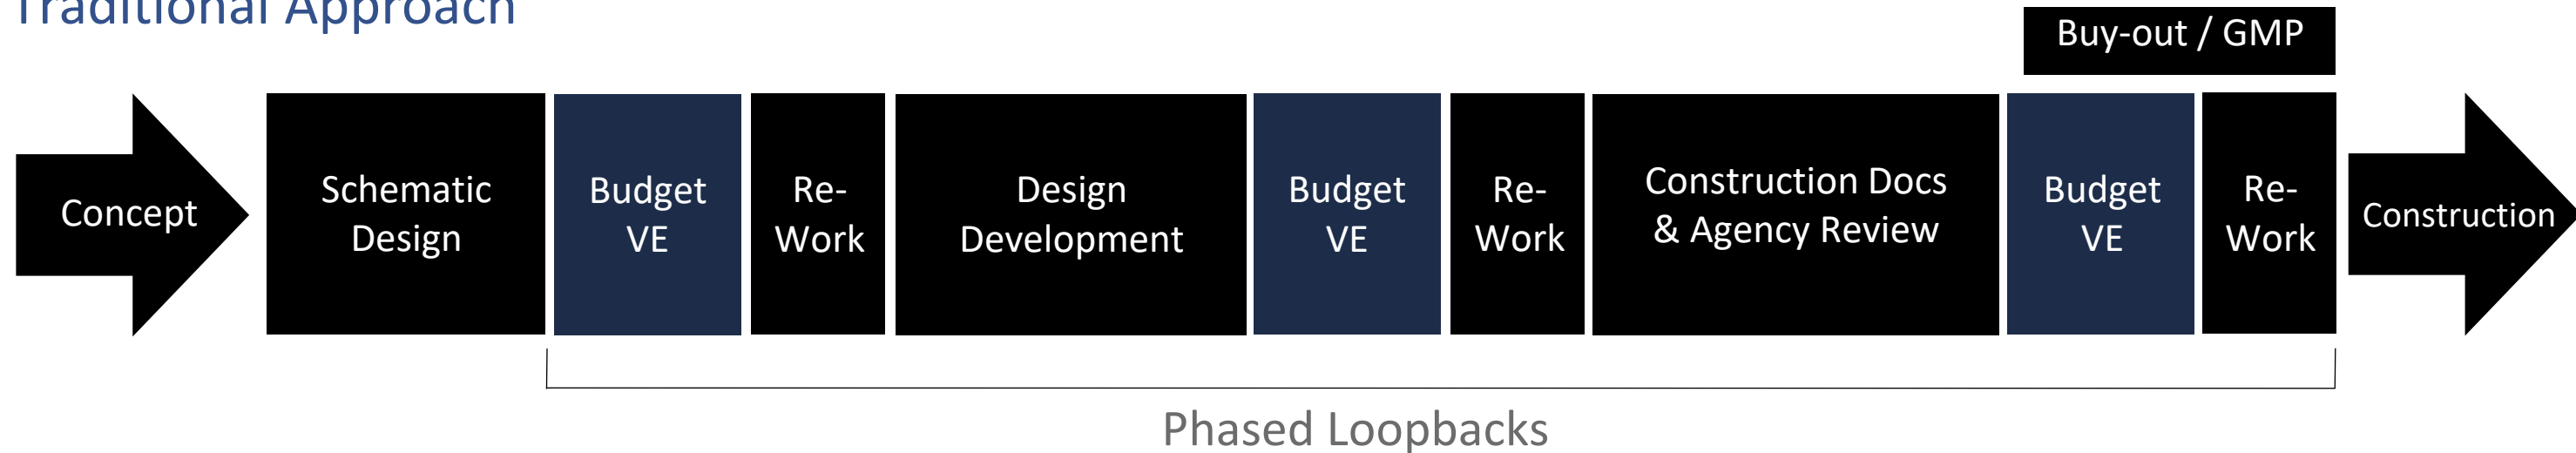 Traditional Approach
Buy-out / GMP
Concept
Schematic
Design
Budget
VE
Re-
Work
Design
Development
Budget
VE
Re-
Work
Construction Docs
& Agency Review
Budget
VE
Re-
Work
Construction
Phased Loopbacks